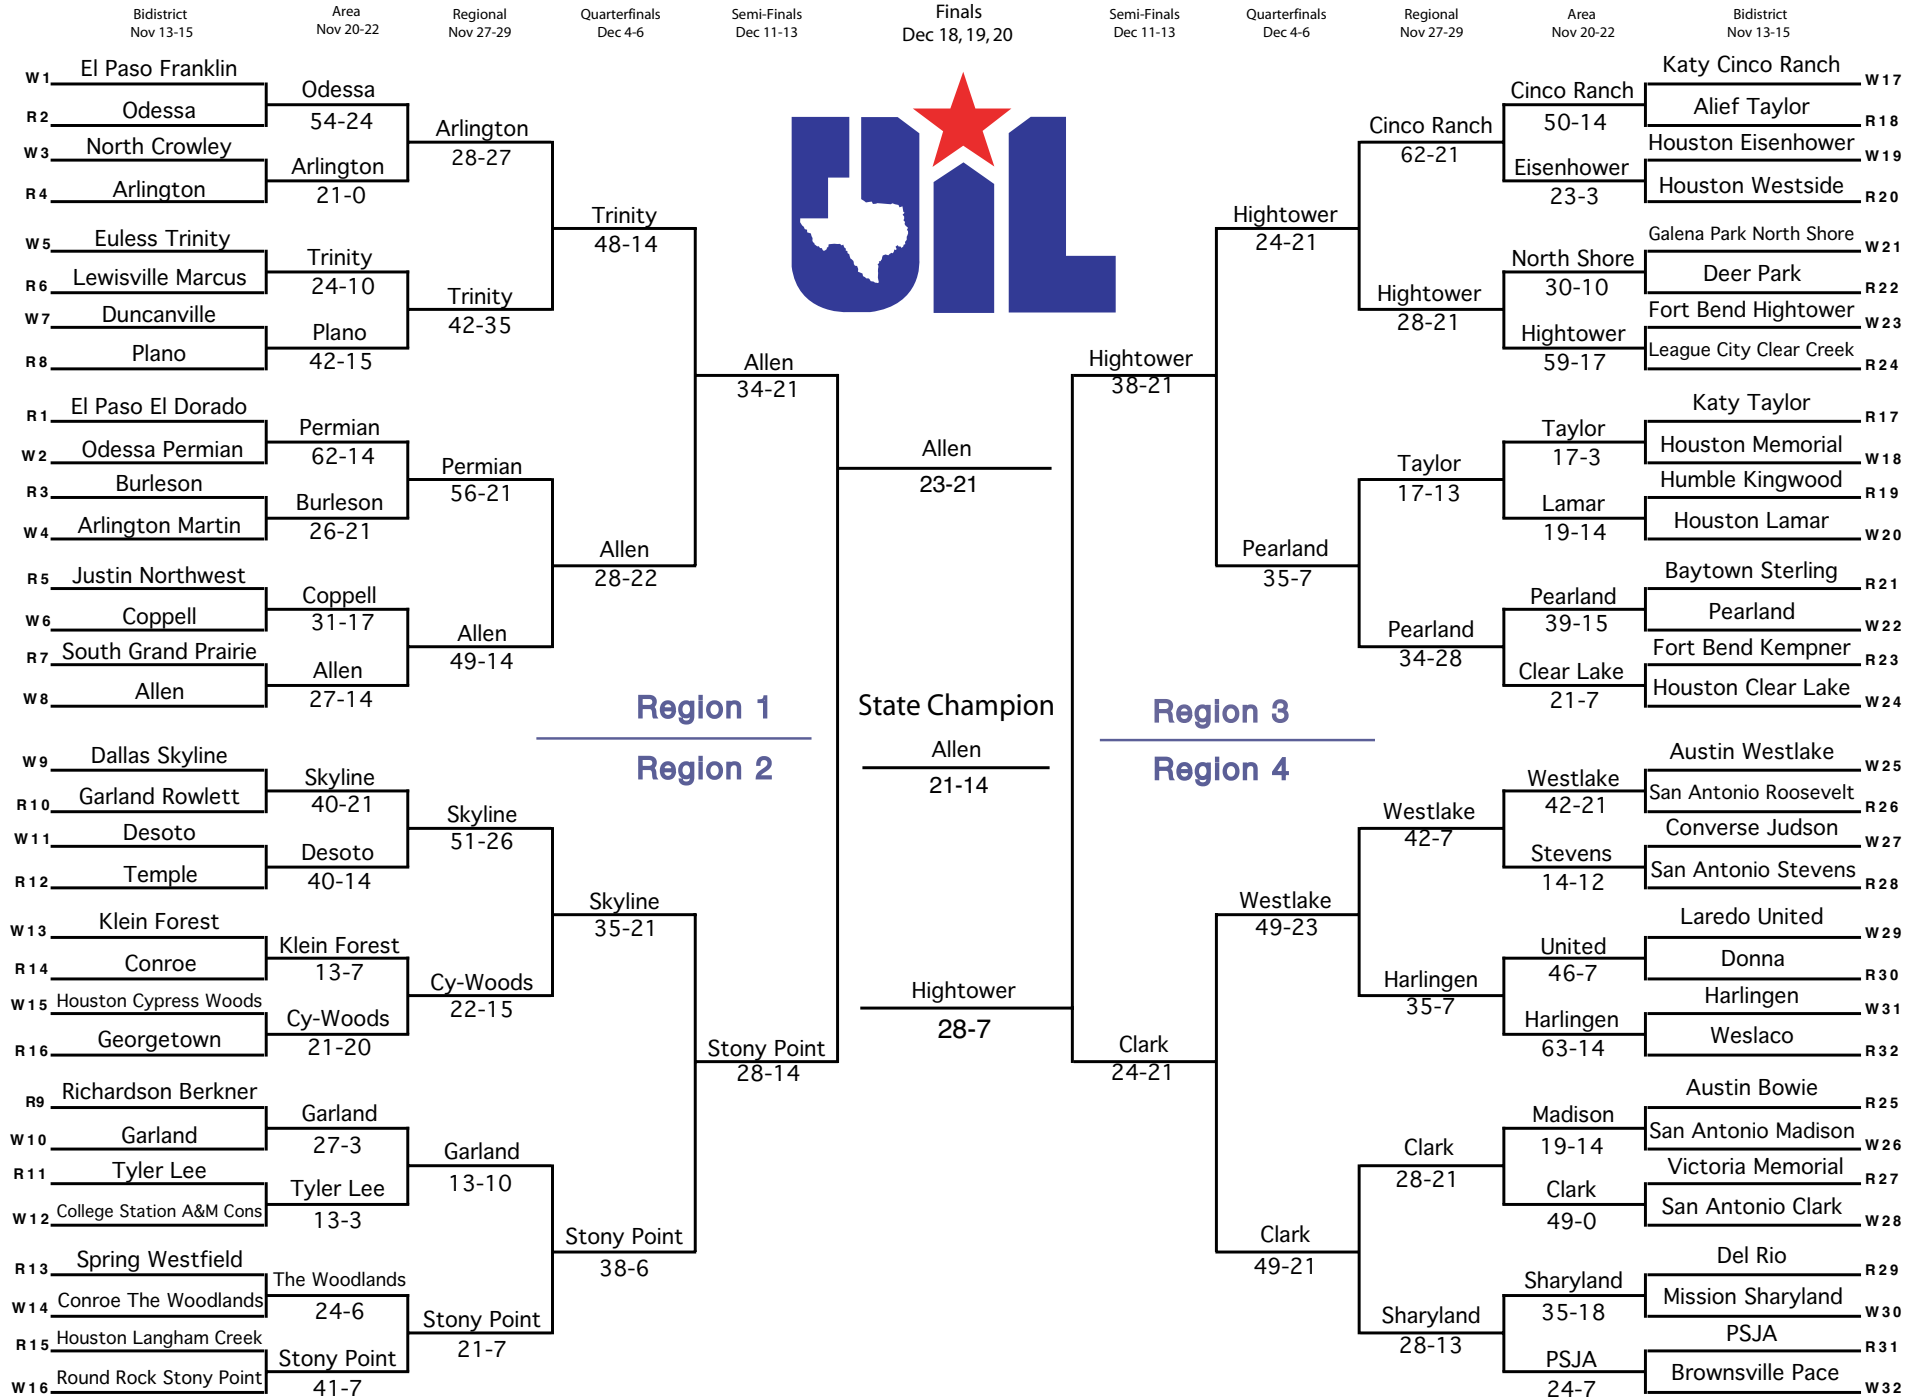 Bidistrict
Nov 13-15
Area
Nov 20-22
Regional
Nov 27-29
Quarterfinals
Dec 4-6
Semi-Finals
Dec 11-13
Finals
Dec 18, 19, 20
Semi-Finals
Dec 11-13
Quarterfinals
Dec 4-6
Regional
Nov 27-29
Area
Nov 20-22
Bidistrict
Nov 13-15
UIL
W1 El Paso Franklin
R2 Odessa
W3 North Crowley
R4 Arlington
W5 Euless Trinity
R6 Lewisville Marcus
W7 Duncanville
R8 Plano
R1 El Paso El Dorado
W2 Odessa Permian
R3 Burleson
W4 Arlington Martin
R5 Justin Northwest
W6 Coppell
R7 South Grand Prairie
W8 Allen
W9 Dallas Skyline
R10 Garland Rowlett
W11 Desoto
R12 Temple
W13 Klein Forest
R14 Conroe
W15 Houston Cypress Woods
R16 Georgetown
R9 Richardson Berkner
W10 Garland
R11 Tyler Lee
W12 College Station A&M Cons
R13 Spring Westfield
W14 Conroe The Woodlands
R15 Houston Langham Creek
W16 Round Rock Stony Point
Odessa
54-24
Arlington
21-0
Trinity
24-10
Plano
42-15
Permian
62-14
Burleson
26-21
Coppell
31-17
Allen
27-14
Skyline
40-21
Desoto
40-14
Klein Forest
13-7
Cy-Woods
21-20
Garland
27-3
Tyler Lee
13-3
The Woodlands
24-6
Stony Point
41-7
Arlington
28-27
Trinity
42-35
Permian
56-21
Allen
49-14
Skyline
51-26
Cy-Woods
22-15
Garland
13-10
Stony Point
21-7
Trinity
48-14
Allen
28-22
Skyline
35-21
Stony Point
38-6
Allen
34-21
Stony Point
28-14
Region 1
Region 2
Allen
23-21
State Champion
Allen
21-14
Hightower
28-7
Region 3
Region 4
Hightower
38-21
Clark
24-21
Hightower
24-21
Pearland
35-7
Westlake
49-23
Clark
49-21
Cinco Ranch
62-21
Hightower
28-21
Taylor
17-13
Pearland
34-28
Westlake
42-7
Harlingen
35-7
Clark
28-21
Sharyland
28-13
Cinco Ranch
50-14
Eisenhower
23-3
North Shore
30-10
Hightower
59-17
Taylor
17-3
Lamar
19-14
Pearland
39-15
Clear Lake
21-7
Westlake
42-21
Stevens
14-12
United
46-7
Harlingen
63-14
Madison
19-14
Clark
49-0
Sharyland
35-18
PSJA
24-7
Katy Cinco Ranch W17
Alief Taylor R18
Houston Eisenhower W19
Houston Westside R20
Galena Park North Shore W21
Deer Park R22
Fort Bend Hightower W23
League City Clear Creek R24
Katy Taylor R17
Houston Memorial W18
Humble Kingwood R19
Houston Lamar W20
Baytown Sterling R21
Pearland W22
Fort Bend Kempner R23
Houston Clear Lake W24
Austin Westlake W25
San Antonio Roosevelt R26
Converse Judson W27
San Antonio Stevens R28
Laredo United W29
Donna R30
Harlingen W31
Weslaco R32
Austin Bowie R25
San Antonio Madison W26
Victoria Memorial R27
San Antonio Clark W28
Del Rio R29
Mission Sharyland W30
PSJA R31
Brownsville Pace W32